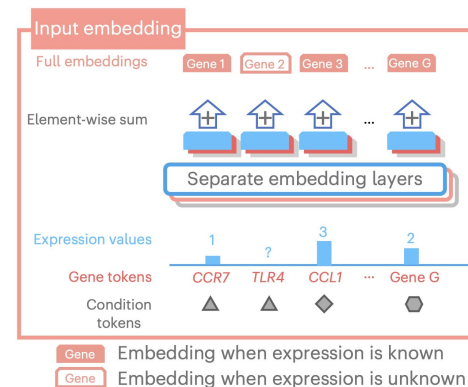 Input embedding
Full embeddings Gene 1 Gene 2 Gene 3 ... Gene G
Element-wise sum + + + ... +
Separate embedding layers
Expression values 1 ? 3 2
Gene tokens CCR7 TLR4 CCL1 ... Gene G
Condition
tokens
Gene Embedding when expression is known
Gene Embedding when expression is unknown